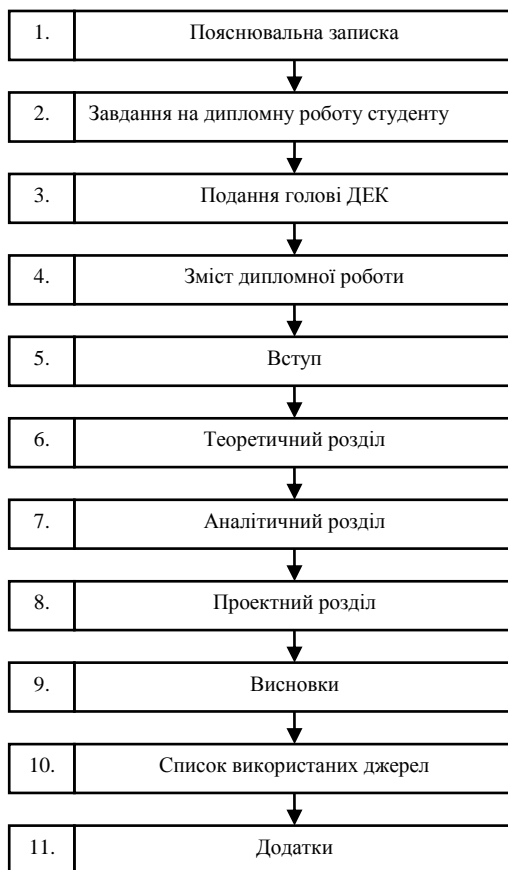 1. Пояснювальна записка
2. Завдання на дипломну роботу студенту
3. Подання голові ДЕК
4. Зміст дипломної роботи
5. Вступ
6. Теоретичний розділ
7. Аналітичний розділ
8. Проектний розділ
9. Висновки
10. Список використаних джерел
11. Додатки